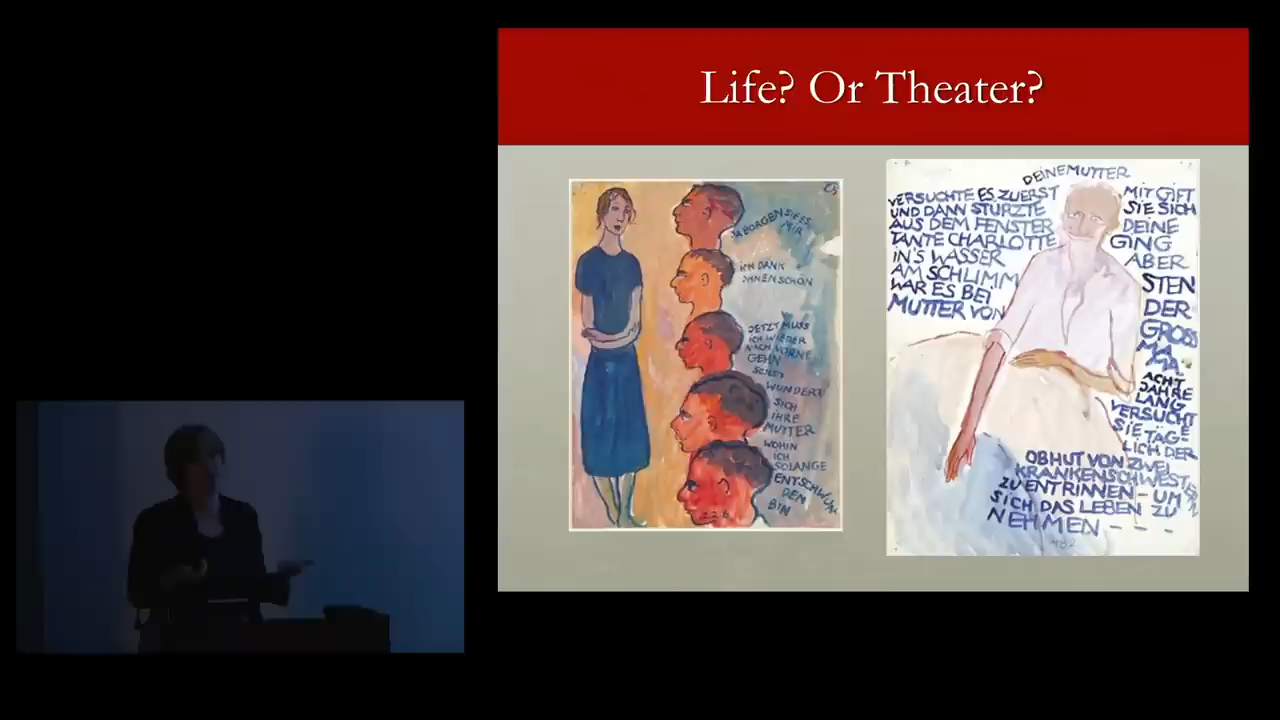 Life? Or Theater?
JA BORGEN SIE ES
MIR
ICH DANK
IHNEN SCHÖN
JETZT MUSS
ICH WIEDER
NACH VORNE
GEHN
SONST
WUNDERT
SICH
IHRE
MUTTER
WOHIN
ICH
SOLANGE
ENTSCHWUN
DEN
BIN
DEINE MUTTER
VERSUCHTE ES ZUERST MIT GIFT
UND DANN STÜRZTE SIE SICH
AUS DEM FENSTER DEINE
TANTE CHARLOTTE GING
IN'S WASSER ABER
AM SCHLIMM STEN
WAR ES BEI DER
MUTTER VON GROSS
MA
MA
ACHT
JAHRE
LANG
VERSUCHT
SIE TÄG
LICH DER
OBHUT VON ZWEI
KRANKENSCHWESTERN
ZU ENTRINNEN – UM
SICH DAS LEBEN ZU
NEHMEN – – –